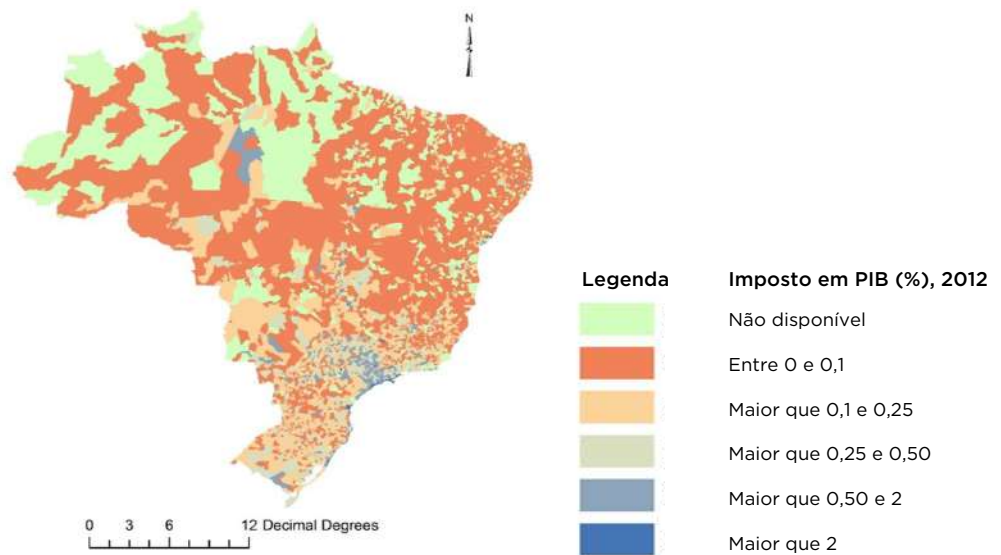 N
Legenda Imposto em PIB (%), 2012
Não disponível
Entre 0 e 0,1
Maior que 0,1 e 0,25
Maior que 0,25 e 0,50
Maior que 0,50 e 2
Maior que 2
0 3 6 12 Decimal Degrees